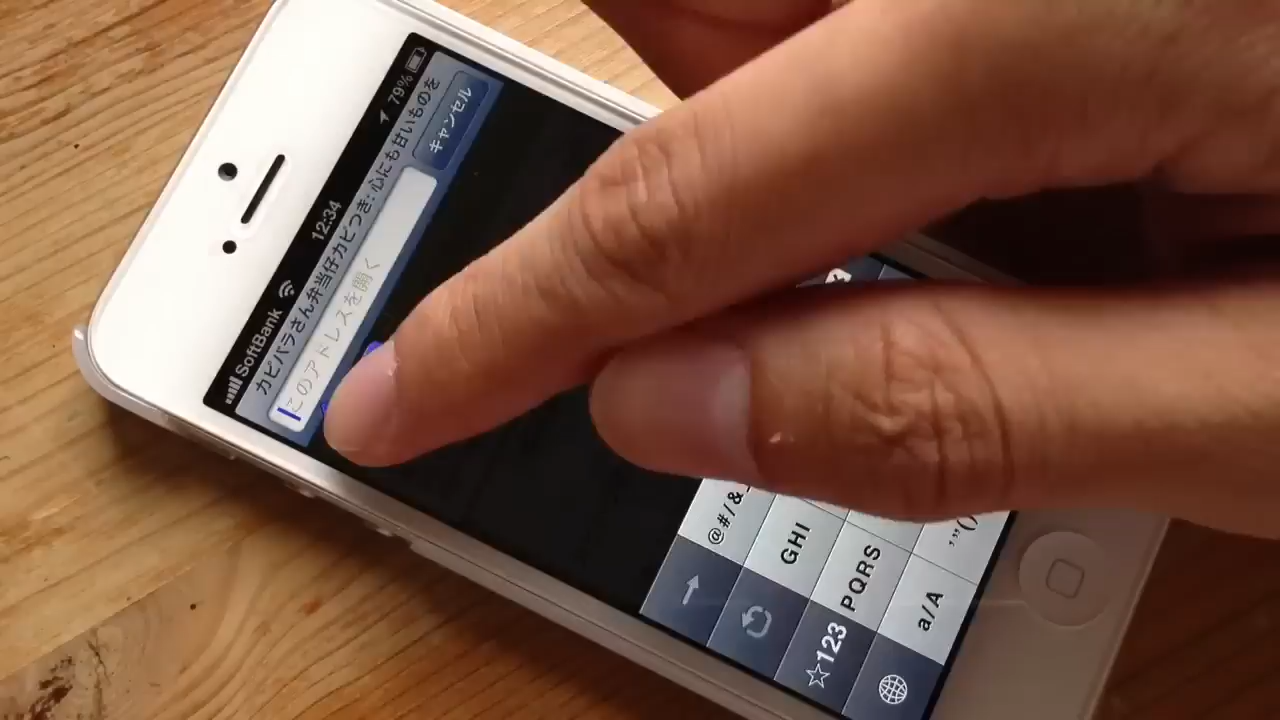 SoftBank 12:34 79%
カピバラさん弁当仔カピつき: 心にも甘いものを
このアドレスを開く
キャンセル
@#/&_
→ GHI
PQRS ,"()
☆123 a/A